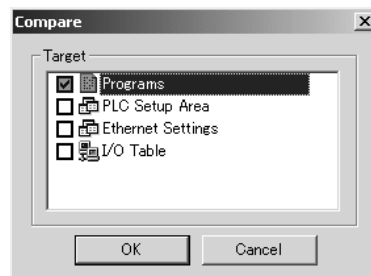 Compare
Target
Programs
PLC Setup Area
Ethernet Settings
I/O Table
OK
Cancel